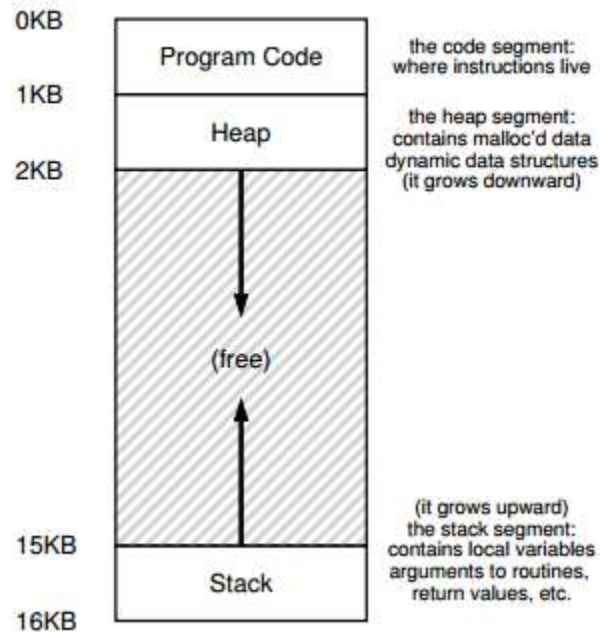 0KB
Program Code
the code segment:
where instructions live
1KB
Heap
the heap segment:
contains malloc'd data
dynamic data structures
(it grows downward)
2KB
(free)
(it grows upward)
the stack segment:
contains local variables
arguments to routines,
return values, etc.
15KB
Stack
16KB